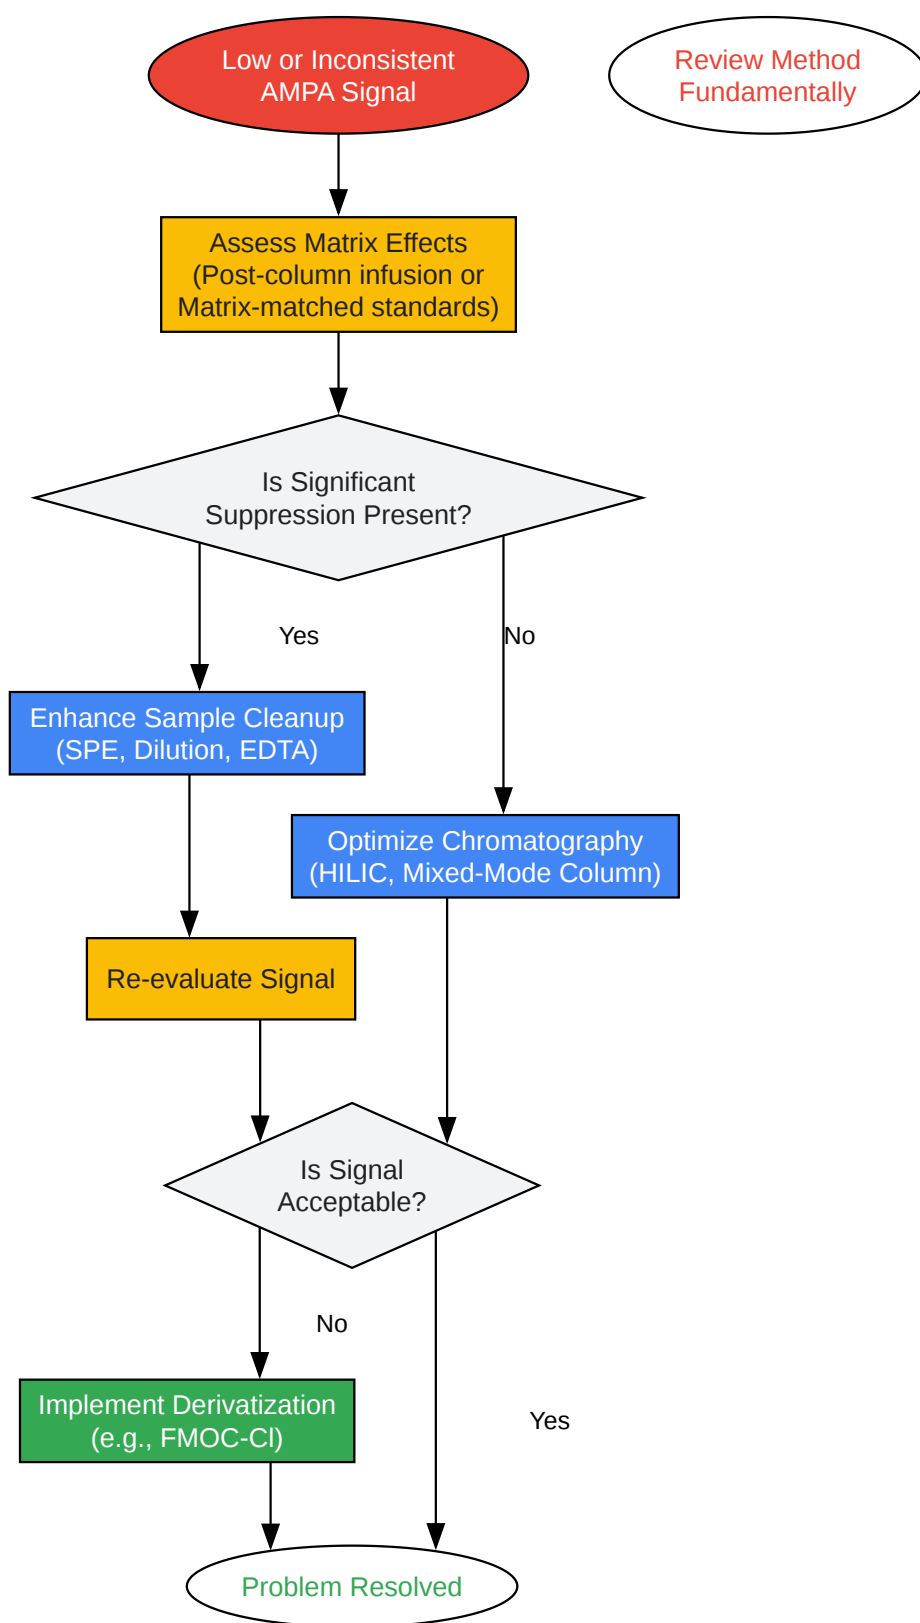 Low or Inconsistent
AMPA Signal
Review Method
Fundamentally
Assess Matrix Effects
(Post-column infusion or
Matrix-matched standards)
Is Significant
Suppression Present?
Yes
No
Enhance Sample Cleanup
(SPE, Dilution, EDTA)
Optimize Chromatography
(HILIC, Mixed-Mode Column)
Re-evaluate Signal
Is Signal
Acceptable?
No
Implement Derivatization
(e.g., FMOC-Cl)
Yes
Problem Resolved